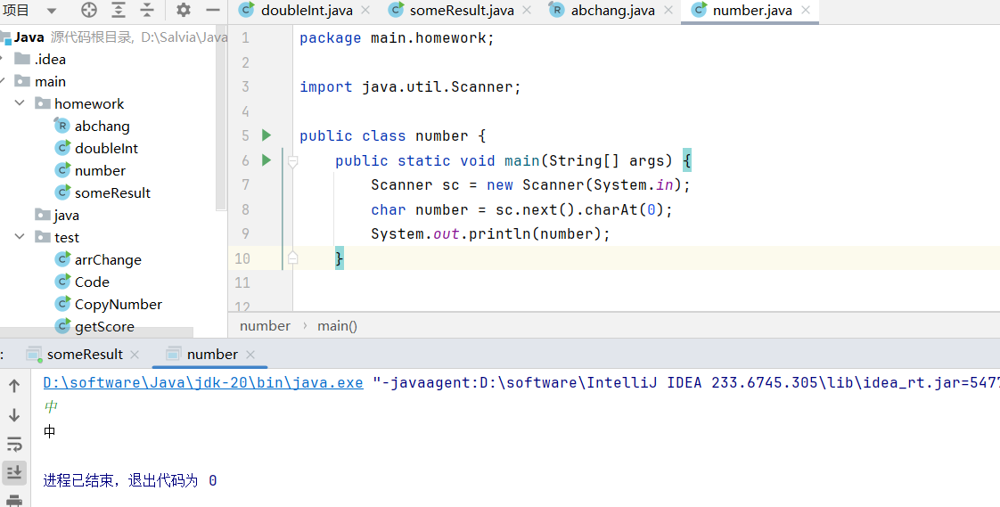 项目
doubleInt.java
someResult.java
abchang.java
number.java
Java 源代码根目录, D:\Salvia\Java
.idea
main
homework
abchang
doubleInt
number
someResult
java
test
arrChange
Code
CopyNumber
getScore
1 package main.homework;
2
3 import java.util.Scanner;
4
5 public class number {
6 public static void main(String[] args) {
7 Scanner sc = new Scanner(System.in);
8 char number = sc.next().charAt(0);
9 System.out.println(number);
10 }
11
12
number › main()
: someResult number
D:\software\Java\jdk-20\bin\java.exe "-javaagent:D:\software\IntelliJ IDEA 233.6745.305\lib\idea_rt.jar=5477
中
中
进程已结束，退出代码为 0